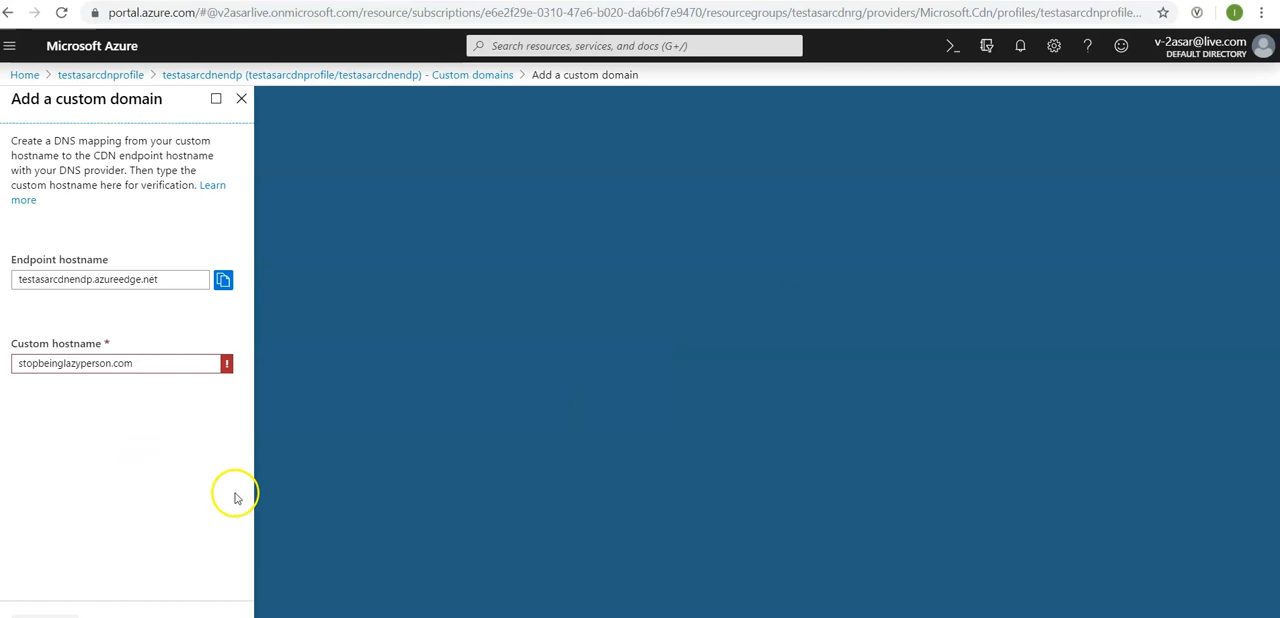 portal.azure.com/#@v2asarlive.onmicrosoft.com/resource/subscriptions/e6e2f29e-0310-47e6-b020-da6b6f7e9470/resourcegroups/testasarcdnrg/providers/Microsoft.Cdn/profiles/testasarcdnprofile...
Microsoft Azure
Search resources, services, and docs (G+/)
v-2asar@live.com
DEFAULT DIRECTORY
Home > testasarcdnprofile > testasarcdnendp (testasarcdnprofile/testasarcdnendp) - Custom domains > Add a custom domain
Add a custom domain
Create a DNS mapping from your custom
hostname to the CDN endpoint hostname
with your DNS provider. Then type the
custom hostname here for verification. Learn
more
Endpoint hostname
testasarcdnendp.azureedge.net
Custom hostname *
stopbeinglazyperson.com